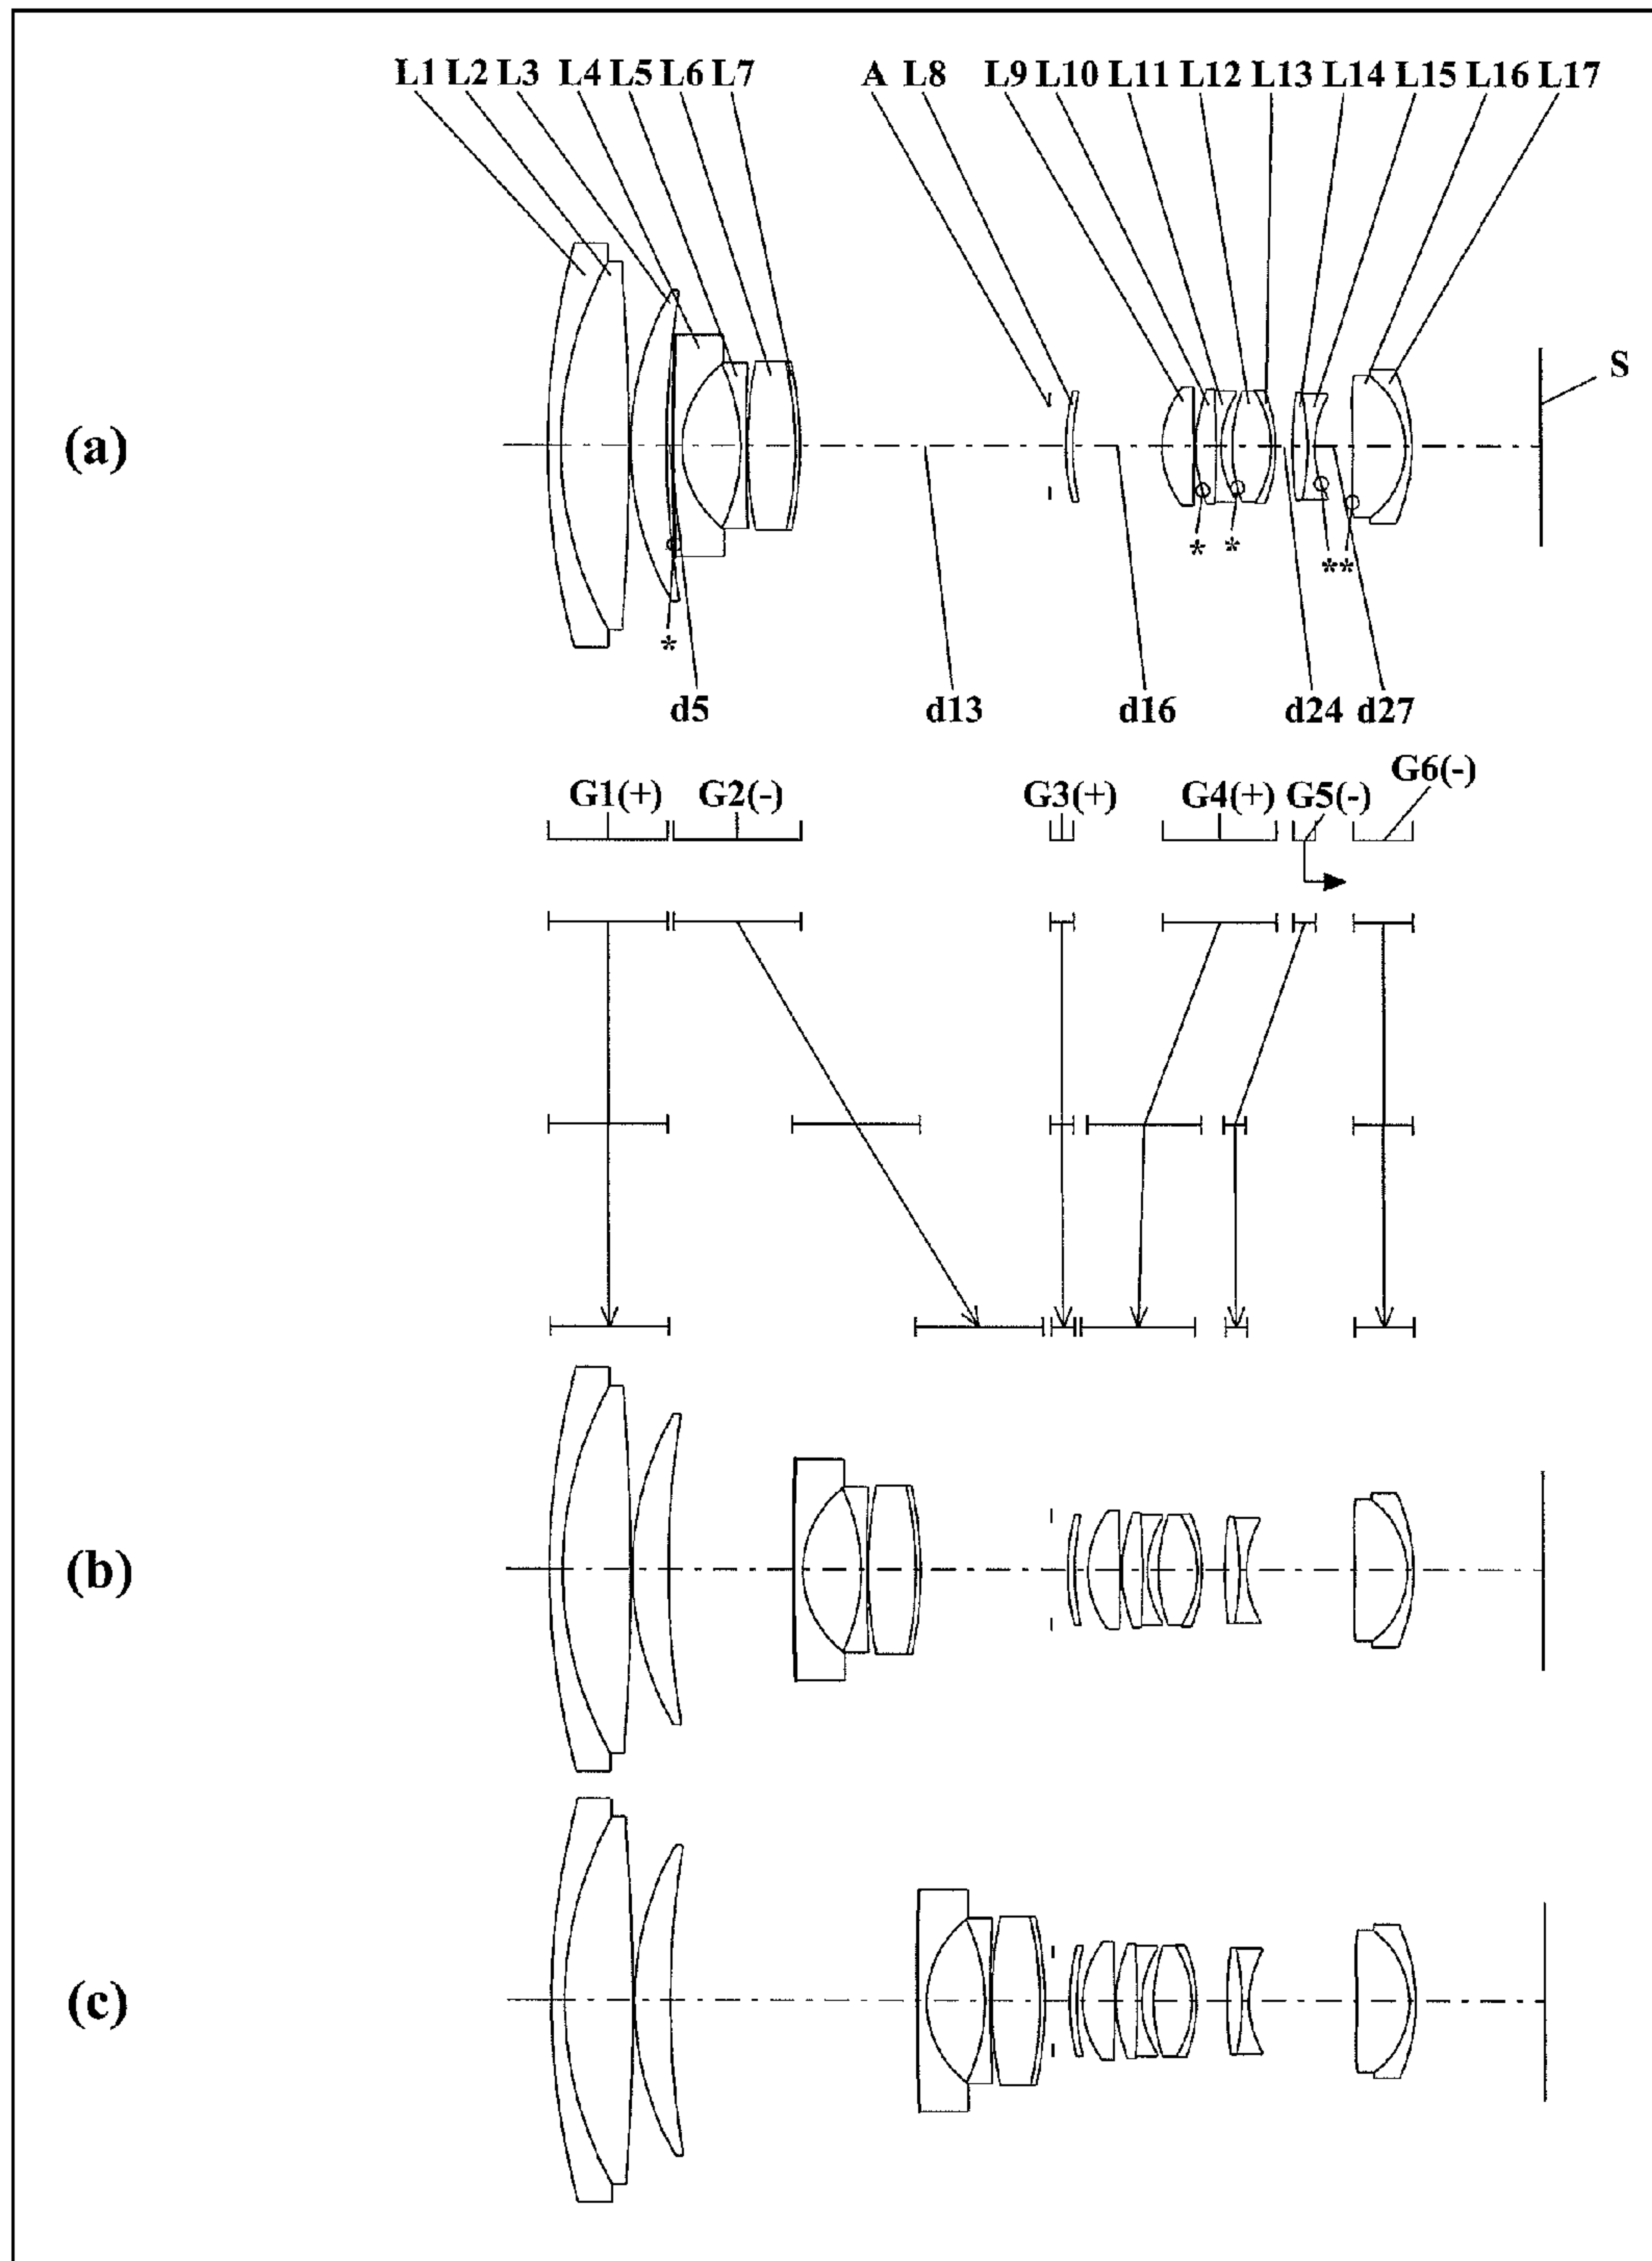 L1 L2 L3 L4 L5 L6 L7 A L8 L9 L10 L11 L12 L13 L14 L15 L16 L17
S
(a)
* *
**
*
d5 d13 d16 d24 d27
G1(+) G2(-) G3(+) G4(+) G5(-) G6(-)
(b)
(c)